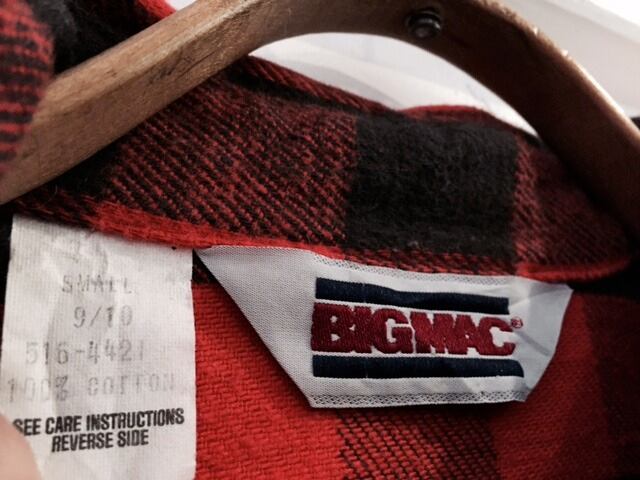 SMALL
9/10
516-4421
100% COTTON
SEE CARE INSTRUCTIONS
REVERSE SIDE
BIG MAC®